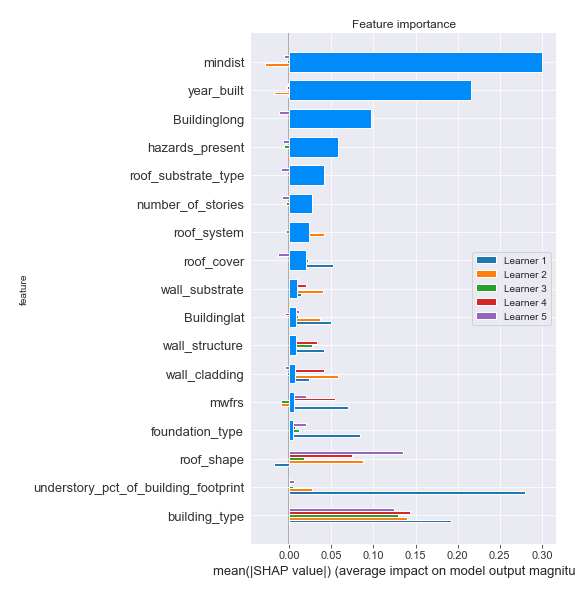 Feature importance
mindist
year_built
Buildinglong
hazards_present
roof_substrate_type
number_of_stories
roof_system
roof_cover
wall_substrate
Buildinglat
wall_structure
wall_cladding
mwfrs
foundation_type
roof_shape
understory_pct_of_building_footprint
building_type
feature
Learner 1
Learner 2
Learner 3
Learner 4
Learner 5
0.00 0.05 0.10 0.15 0.20 0.25 0.30
mean(|SHAP value|) (average impact on model output magnitu